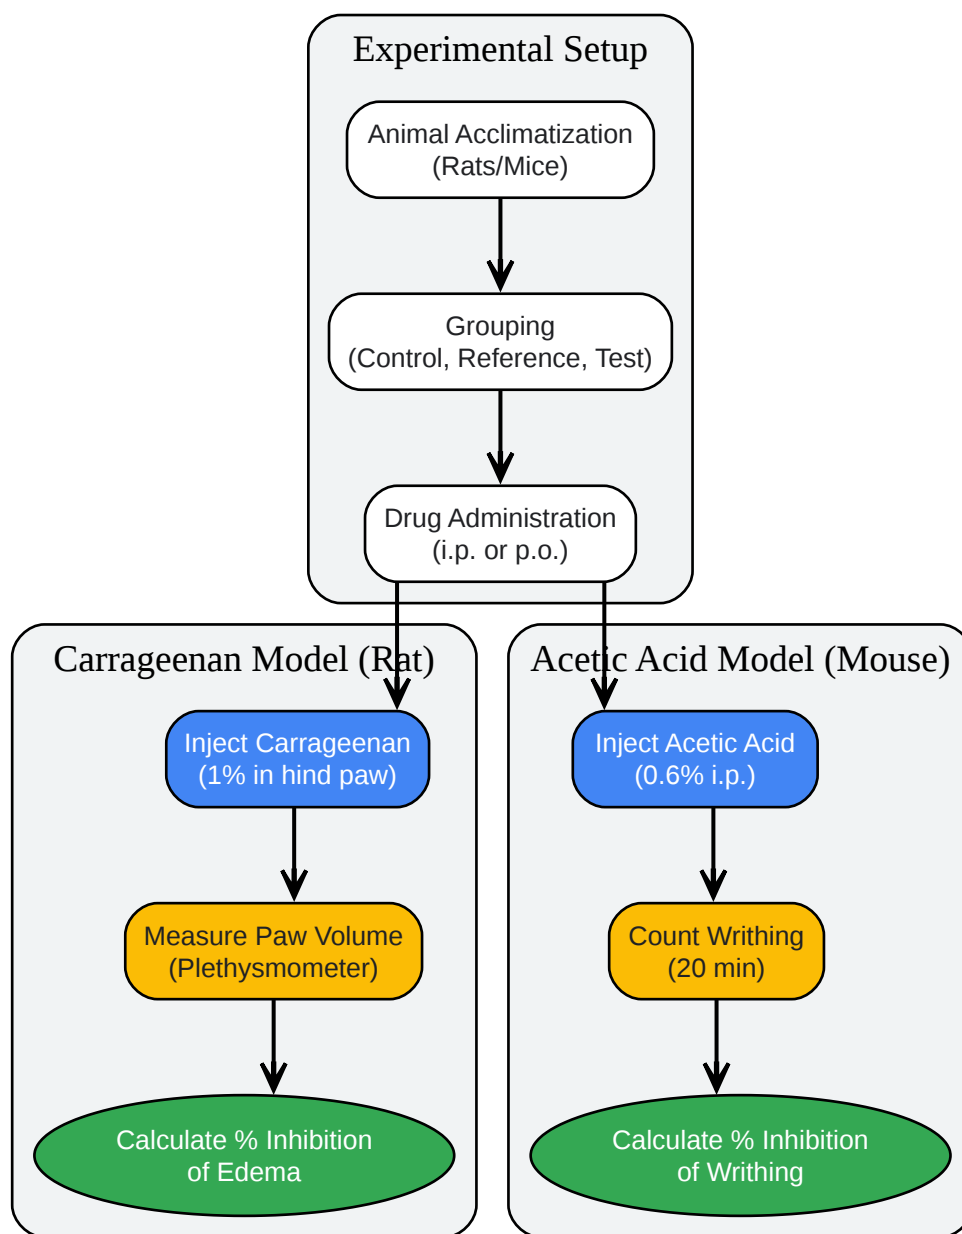 Experimental Setup
Animal Acclimatization
(Rats/Mice)
Grouping
(Control, Reference, Test)
Drug Administration
(i.p. or p.o.)
Carrageenan Model (Rat)
Inject Carrageenan
(1% in hind paw)
Measure Paw Volume
(Plethysmometer)
Calculate % Inhibition
of Edema
Acetic Acid Model (Mouse)
Inject Acetic Acid
(0.6% i.p.)
Count Writhing
(20 min)
Calculate % Inhibition
of Writhing